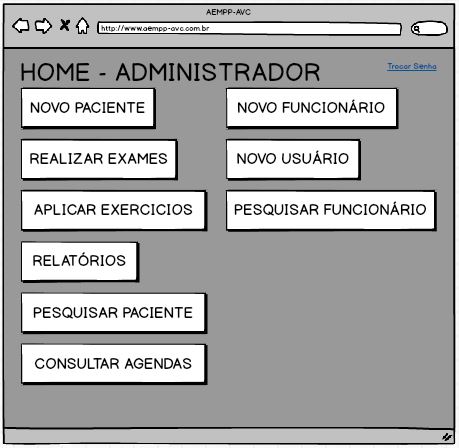 AEMPP-AVC
http://www.aempp-avc.com.br
HOME - ADMINISTRADOR
Trocar Senha
NOVO PACIENTE
NOVO FUNCIONÁRIO
REALIZAR EXAMES
NOVO USUÁRIO
APLICAR EXERCICIOS
PESQUISAR FUNCIONÁRIO
RELATÓRIOS
PESQUISAR PACIENTE
CONSULTAR AGENDAS